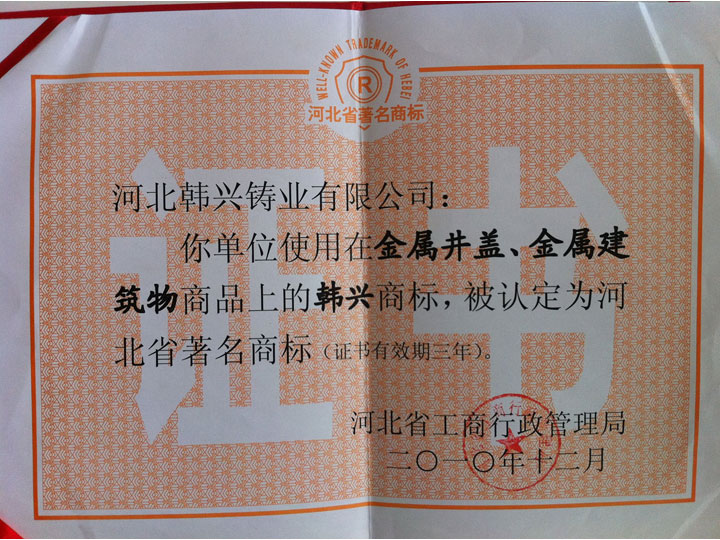 WELL-KNOWN TRADEMARK OF HEBEI
R
河北省著名商标
河北韩兴铸业有限公司：
你单位使用在金属井盖、金属建
筑物商品上的韩兴商标，被认定为河
北省著名商标（证书有效期三年）。
河北省工商行政管理局
二〇一〇年十二月
证书